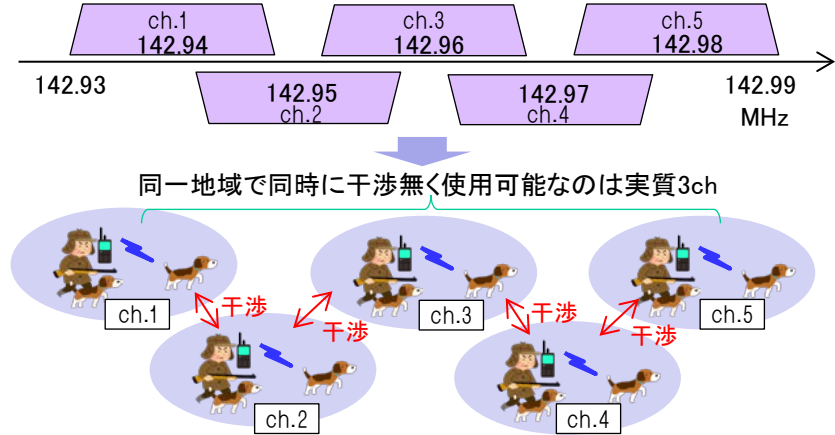 ch.1
142.94
ch.3
142.96
ch.5
142.98
142.93
142.95
ch.2
142.97
ch.4
142.99
MHz
同一地域で同時に干渉無く使用可能なのは実質3ch
ch.1
干渉
干渉
ch.3
干渉
干渉
ch.5
ch.2
ch.4